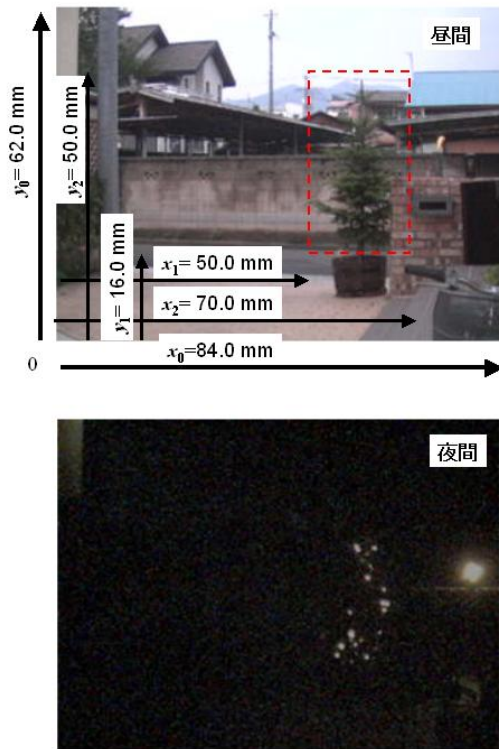 昼間
y₀= 62.0 mm
y₂= 50.0 mm
y₁= 16.0 mm
x₁= 50.0 mm
x₂= 70.0 mm
x₀=84.0 mm
0
夜間